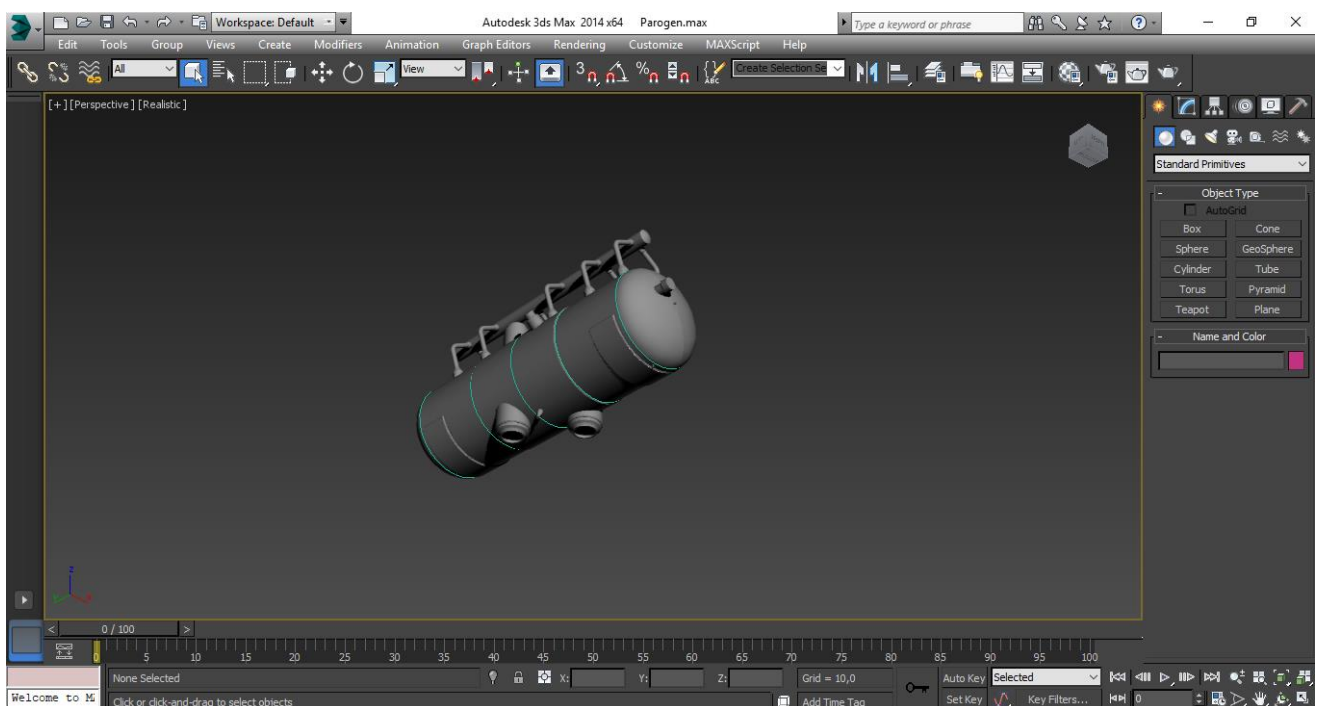 Workspace: Default
Autodesk 3ds Max 2014 x64 Parogen.max
Type a keyword or phrase
Edit Tools Group Views Create Modifiers Animation Graph Editors Rendering Customize MAXScript Help
All
View
3
%
ABC
Create Selection Se
[+] [Perspective] [Realistic]
Standard Primitives
- Object Type
AutoGrid
Box Cone
Sphere GeoSphere
Cylinder Tube
Torus Pyramid
Teapot Plane
- Name and Color
z
< 0 / 100 >
0 5 10 15 20 25 30 35 40 45 50 55 60 65 70 75 80 85 90 95 100
None Selected X: Y: Z: Grid = 10,0 Auto Key Selected
Welcome to M Click or click-and-drag to select objects Add Time Tag Set Key Key Filters... 0